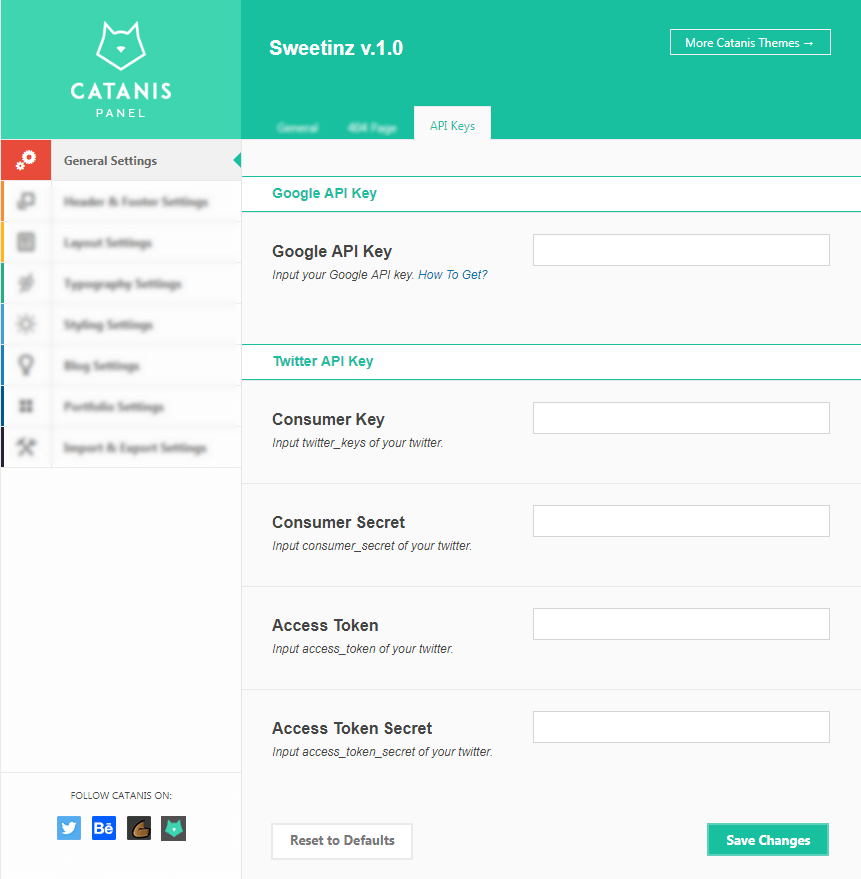 CATANIS
PANEL
Sweetinz v.1.0
More Catanis Themes →
General
404 Page
API Keys
General Settings
Header & Footer Settings
Layout Settings
Typography Settings
Styling Settings
Blog Settings
Portfolio Settings
Import & Export Settings
Google API Key
Google API Key
Input your Google API key. How To Get?
Twitter API Key
Consumer Key
Input twitter_keys of your twitter.
Consumer Secret
Input consumer_secret of your twitter.
Access Token
Input access_token of your twitter.
Access Token Secret
Input access_token_secret of your twitter.
FOLLOW CATANIS ON:
Bē
Reset to Defaults
Save Changes